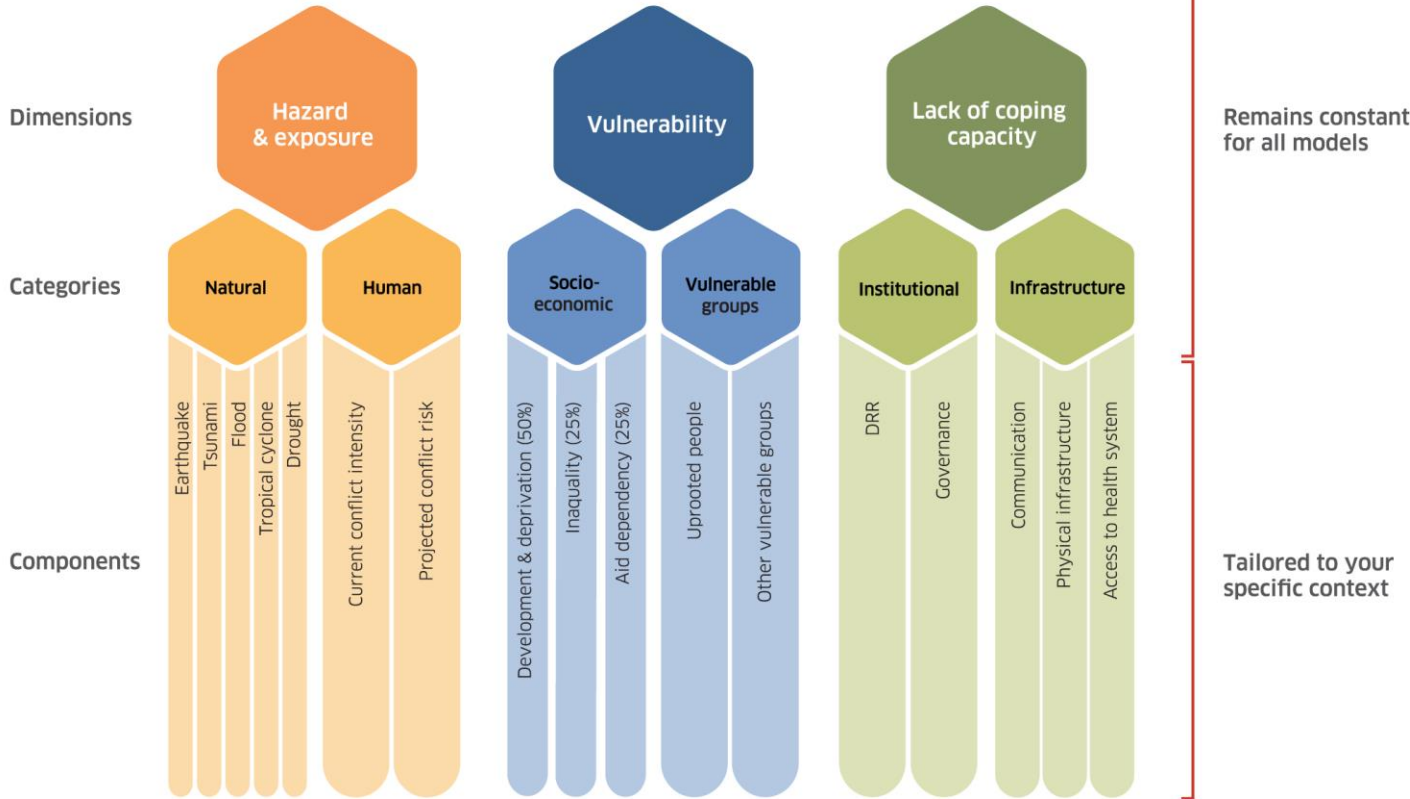 Dimensions
Hazard
& exposure
Vulnerability
Lack of coping
capacity
Remains constant
for all models
Categories
Natural
Human
Socio-
economic
Vulnerable
groups
Institutional
Infrastructure
Components
Earthquake
Tsunami
Flood
Tropical cyclone
Drought
Current conflict intensity
Projected conflict risk
Development & deprivation (50%)
Inaquality (25%)
Aid dependency (25%)
Uprooted people
Other vulnerable groups
DRR
Governance
Communication
Physical infrastructure
Access to health system
Tailored to your
specific context